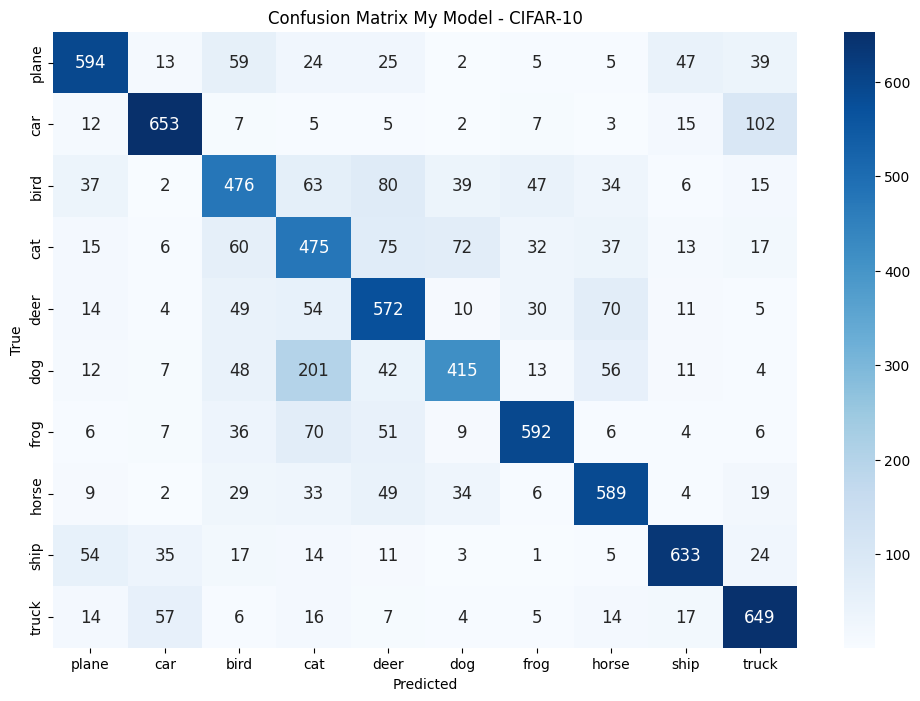 Confusion Matrix My Model - CIFAR-10
True
plane 594 13 59 24 25 2 5 5 47 39
car 12 653 7 5 5 2 7 3 15 102
bird 37 2 476 63 80 39 47 34 6 15
cat 15 6 60 475 75 72 32 37 13 17
deer 14 4 49 54 572 10 30 70 11 5
dog 12 7 48 201 42 415 13 56 11 4
frog 6 7 36 70 51 9 592 6 4 6
horse 9 2 29 33 49 34 6 589 4 19
ship 54 35 17 14 11 3 1 5 633 24
truck 14 57 6 16 7 4 5 14 17 649
plane car bird cat deer dog frog horse ship truck
Predicted
600
500
400
300
200
100